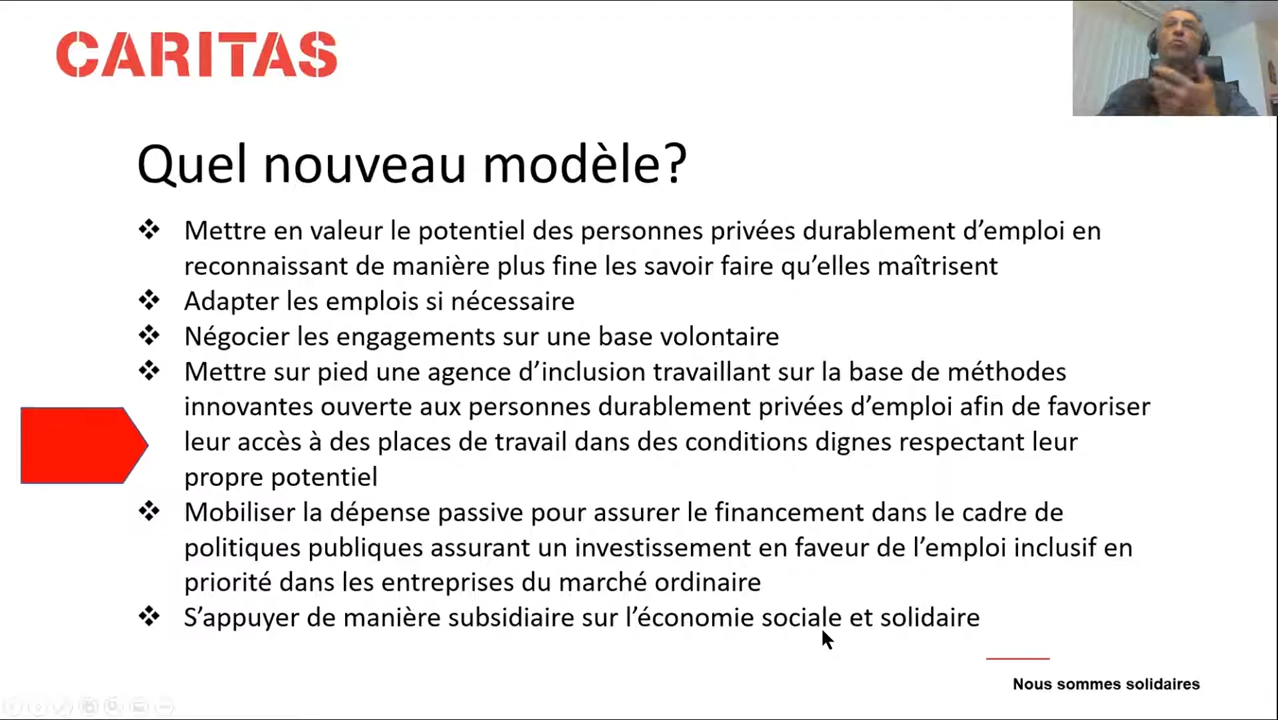 CARITAS
Quel nouveau modèle?
Mettre en valeur le potentiel des personnes privées durablement d’emploi en
reconnaissant de manière plus fine les savoir faire qu’elles maîtrisent
Adapter les emplois si nécessaire
Négocier les engagements sur une base volontaire
Mettre sur pied une agence d’inclusion travaillant sur la base de méthodes
innovantes ouverte aux personnes durablement privées d’emploi afin de favoriser
leur accès à des places de travail dans des conditions dignes respectant leur
propre potentiel
Mobiliser la dépense passive pour assurer le financement dans le cadre de
politiques publiques assurant un investissement en faveur de l’emploi inclusif en
priorité dans les entreprises du marché ordinaire
S’appuyer de manière subsidiaire sur l’économie sociale et solidaire
Nous sommes solidaires